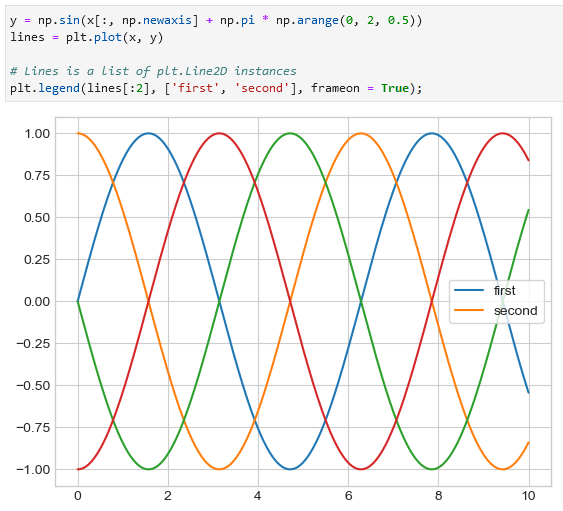 y = np.sin(x[:, np.newaxis] + np.pi * np.arange(0, 2, 0.5))
lines = plt.plot(x, y)
# Lines is a list of plt.Line2D instances
plt.legend(lines[:2], ['first', 'second'], frameon = True);
1.00
0.75
0.50
0.25
0.00
first
second
−0.25
−0.50
−0.75
−1.00
0
2
4
6
8
10